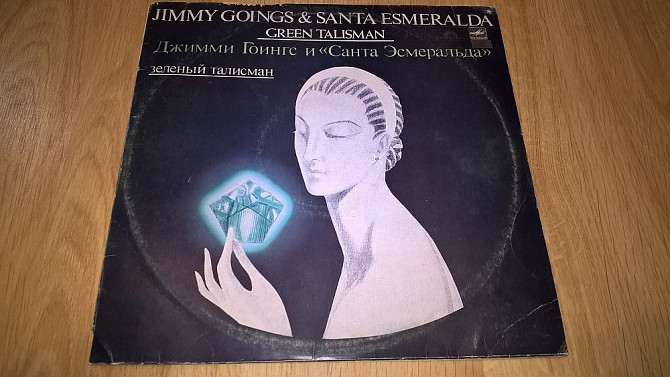 JIMMY GOINGS & SANTA ESMERALDA
GREEN TALISMAN
Джимми Гоингс и «Санта Эсмеральда»
зеленый талисман